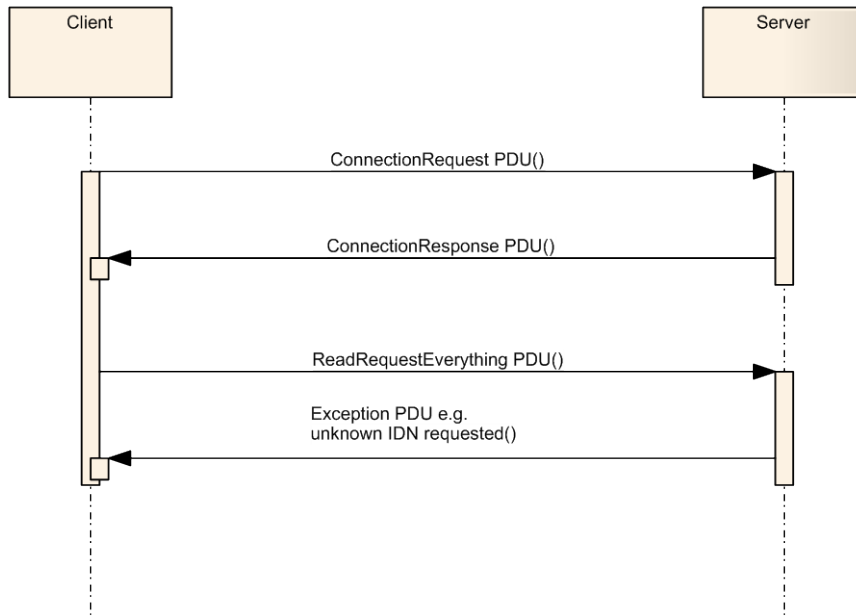 Client
Server
ConnectionRequest PDU()
ConnectionResponse PDU()
ReadRequestEverything PDU()
Exception PDU e.g.
unknown IDN requested()